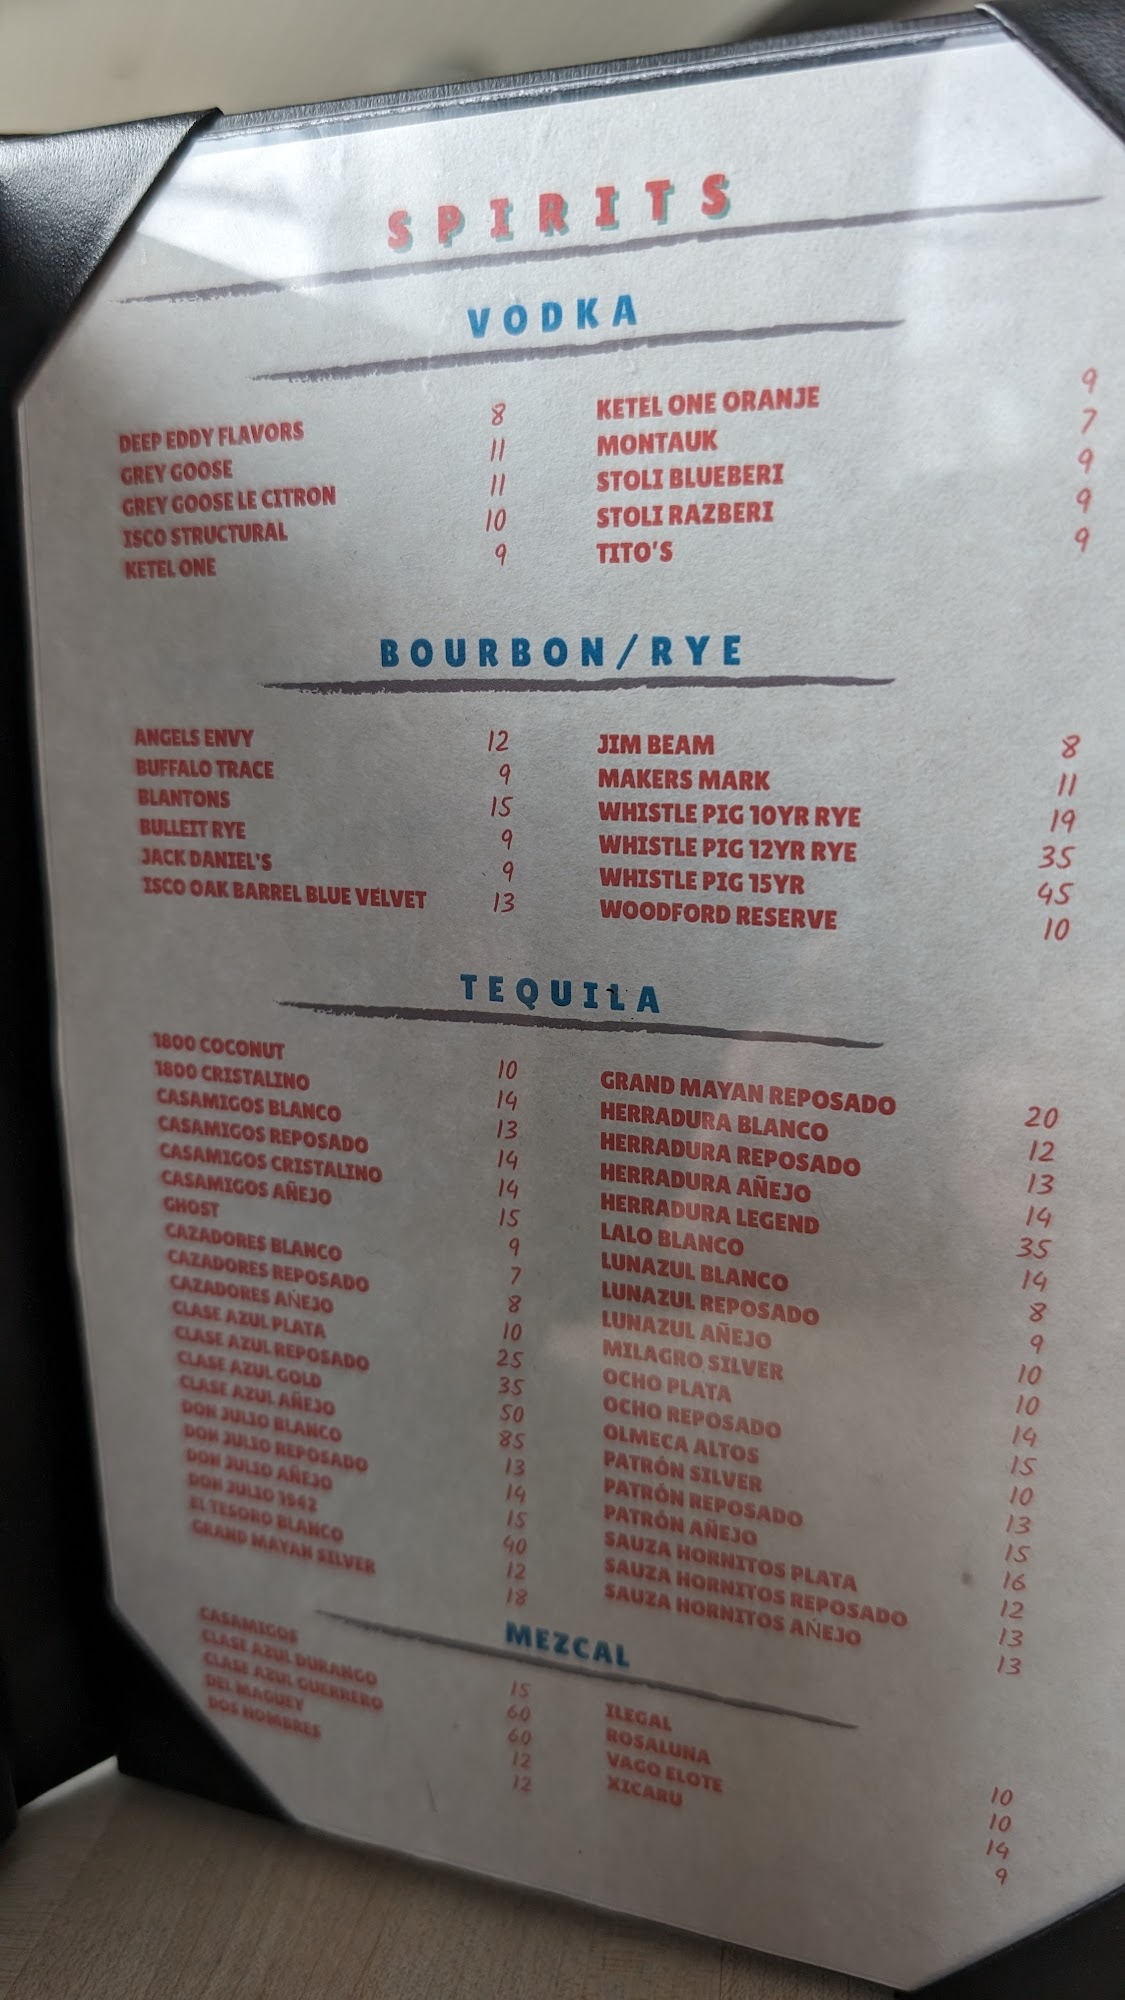 SPIRITS
VODKA
DEEP EDDY FLAVORS 8
GREY GOOSE 11
GREY GOOSE LE CITRON 11
ISCO STRUCTURAL 10
KETEL ONE 9
KETEL ONE ORANJE 9
MONTAUK 7
STOLI BLUEBERI 9
STOLI RAZBERI 9
TITO'S 9
BOURBON/RYE
ANGELS ENVY 12
BUFFALO TRACE 9
BLANTONS 15
BULLEIT RYE 9
JACK DANIEL'S 9
ISCO OAK BARREL BLUE VELVET 13
JIM BEAM 8
MAKERS MARK 11
WHISTLE PIG 10YR RYE 19
WHISTLE PIG 12YR RYE 35
WHISTLE PIG 15YR 45
WOODFORD RESERVE 10
TEQUILA
1800 COCONUT 10
1800 CRISTALINO 14
CASAMIGOS BLANCO 13
CASAMIGOS REPOSADO 14
CASAMIGOS CRISTALINO 14
CASAMIGOS AÑEJO 15
GHOST 9
CAZADORES BLANCO 7
CAZADORES REPOSADO 8
CAZADORES AÑEJO 10
CLASE AZUL PLATA 25
CLASE AZUL REPOSADO 35
CLASE AZUL GOLD 50
CLASE AZUL AÑEJO 85
DON JULIO BLANCO 13
DON JULIO REPOSADO 14
DON JULIO AÑEJO 15
DON JULIO 1942 40
EL TESORO BLANCO 12
GRAND MAYAN SILVER 18
GRAND MAYAN REPOSADO 20
HERRADURA BLANCO 12
HERRADURA REPOSADO 13
HERRADURA AÑEJO 14
HERRADURA LEGEND 35
LALO BLANCO 14
LUNAZUL BLANCO 8
LUNAZUL REPOSADO 9
LUNAZUL AÑEJO 10
MILAGRO SILVER 10
OCHO PLATA 14
OCHO REPOSADO 15
OLMECA ALTOS 10
PATRÓN SILVER 13
PATRÓN REPOSADO 15
PATRÓN AÑEJO 16
SAUZA HORNITOS PLATA 12
SAUZA HORNITOS REPOSADO 13
SAUZA HORNITOS AÑEJO 13
MEZCAL
CASAMIGOS 15
CLASE AZUL DURANGO 60
CLASE AZUL GUERRERO 60
DEL MAGUEY 12
DOS HOMBRES 12
ILEGAL 10
ROSALUNA 10
VAGO ELOTE 14
XICARU 9